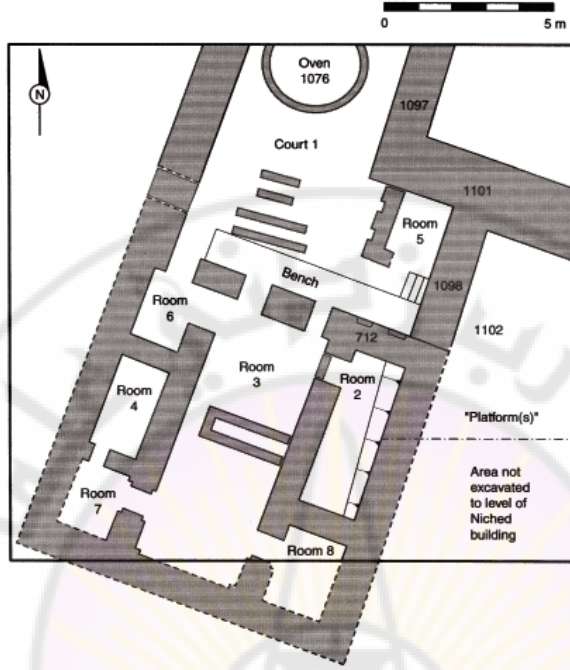 0 5 m
N
Oven
1076
1097
Court 1
1101
Room
5
Bench
1098
Room
6
1102
712
Room
3
Room
2
Room
4
"Platform(s)"
Area not
excavated
to level of
Niched
building
Room
7
Room 8